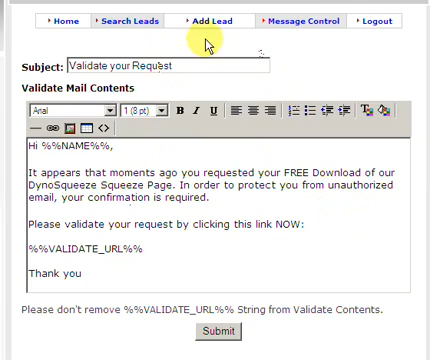 Home Search Leads Add Lead Message Control Logout
Subject: Validate your Request
Validate Mail Contents
Arial 1 (8 pt) B I U
Hi %%NAME%%,
It appears that moments ago you requested your FREE Download of our
DynoSqueeze Squeeze Page. In order to protect you from unauthorized
email, your confirmation is required.
Please validate your request by clicking this link NOW:
%%VALIDATE_URL%%
Thank you
Please don't remove %%VALIDATE_URL%% String from Validate Contents.
Submit